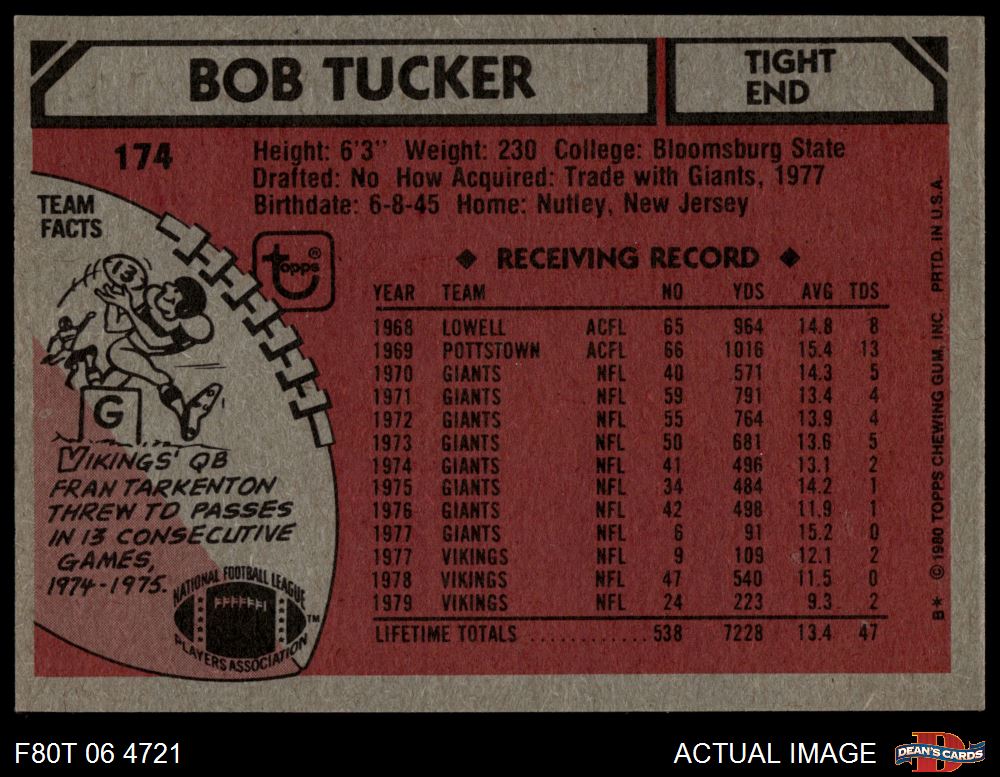 BOB TUCKER
TIGHT
END
174
Height: 6'3" Weight: 230 College: Bloomsburg State
Drafted: No How Acquired: Trade with Giants, 1977
Birthdate: 6-8-45 Home: Nutley, New Jersey
TEAM
FACTS
13
G
VIKINGS' QB
FRAN TARKENTON
THREW TD PASSES
IN 13 CONSECUTIVE
GAMES,
1974-1975.
NATIONAL FOOTBALL LEAGUE
PLAYERS ASSOCIATION
TM
topps®
◆ RECEIVING RECORD ◆
YEAR TEAM NO YDS AVG TDS
1968 LOWELL ACFL 65 964 14.8 8
1969 POTTSTOWN ACFL 66 1016 15.4 13
1970 GIANTS NFL 40 571 14.3 5
1971 GIANTS NFL 59 791 13.4 4
1972 GIANTS NFL 55 764 13.9 4
1973 GIANTS NFL 50 681 13.6 5
1974 GIANTS NFL 41 496 13.1 2
1975 GIANTS NFL 34 484 14.2 1
1976 GIANTS NFL 42 498 11.9 1
1977 GIANTS NFL 6 91 15.2 0
1977 VIKINGS NFL 9 109 12.1 2
1978 VIKINGS NFL 47 540 11.5 0
1979 VIKINGS NFL 24 223 9.3 2
LIFETIME TOTALS ........... 538 7228 13.4 47
B* © 1980 TOPPS CHEWING GUM, INC. PRTD. IN U.S.A.
F80T 06 4721
ACTUAL IMAGE
D
DEAN'S CARDS